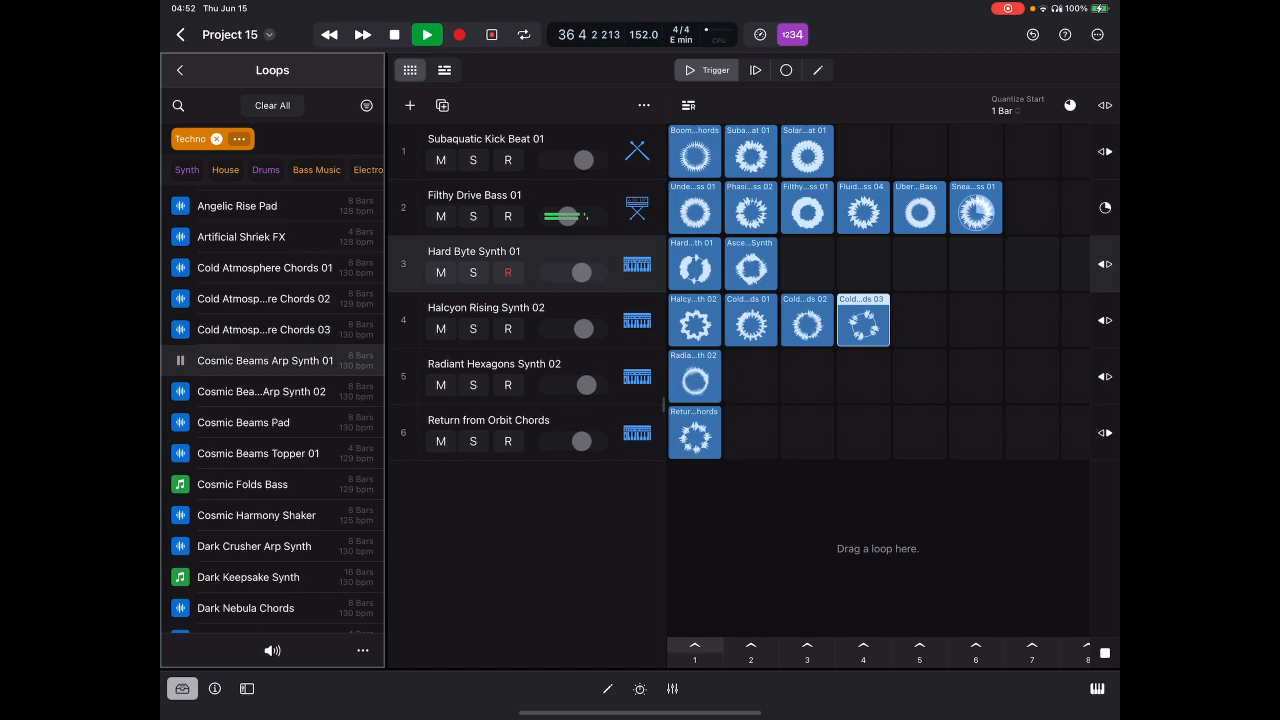 04:52 Thu Jun 15
100%
Project 15
36 4 2 213
152.0
4/4
E min
CPU
1234
Loops
Clear All
Techno
Synth House Drums Bass Music Electro
Angelic Rise Pad
8 Bars
128 bpm
Artificial Shriek FX
4 Bars
128 bpm
Cold Atmosphere Chords 01
8 Bars
130 bpm
Cold Atmosp...re Chords 02
8 Bars
129 bpm
Cold Atmosp...re Chords 03
8 Bars
130 bpm
Cosmic Beams Arp Synth 01
8 Bars
130 bpm
Cosmic Bea...Arp Synth 02
8 Bars
130 bpm
Cosmic Beams Pad
8 Bars
130 bpm
Cosmic Beams Topper 01
4 Bars
129 bpm
Cosmic Folds Bass
8 Bars
129 bpm
Cosmic Harmony Shaker
8 Bars
125 bpm
Dark Crusher Arp Synth
8 Bars
130 bpm
Dark Keepsake Synth
16 Bars
130 bpm
Dark Nebula Chords
8 Bars
130 bpm
Trigger
Quantize Start
1 Bar
1
Subaquatic Kick Beat 01
M S R
Boom...hords
Suba...at 01
Solar...at 01
2
Filthy Drive Bass 01
M S R
Unde...ss 01
Phasi...ss 02
Filthy...ss 01
Fluid...ss 04
Uber...Bass
Snea...ss 01
3
Hard Byte Synth 01
M S R
Hard...th 01
Asce...Synth
4
Halcyon Rising Synth 02
M S R
Halcy...th 02
Cold...ds 01
Cold...ds 02
Cold...ds 03
5
Radiant Hexagons Synth 02
M S R
Radia...th 02
6
Return from Orbit Chords
M S R
Retur...hords
Drag a loop here.
1 2 3 4 5 6 7 8